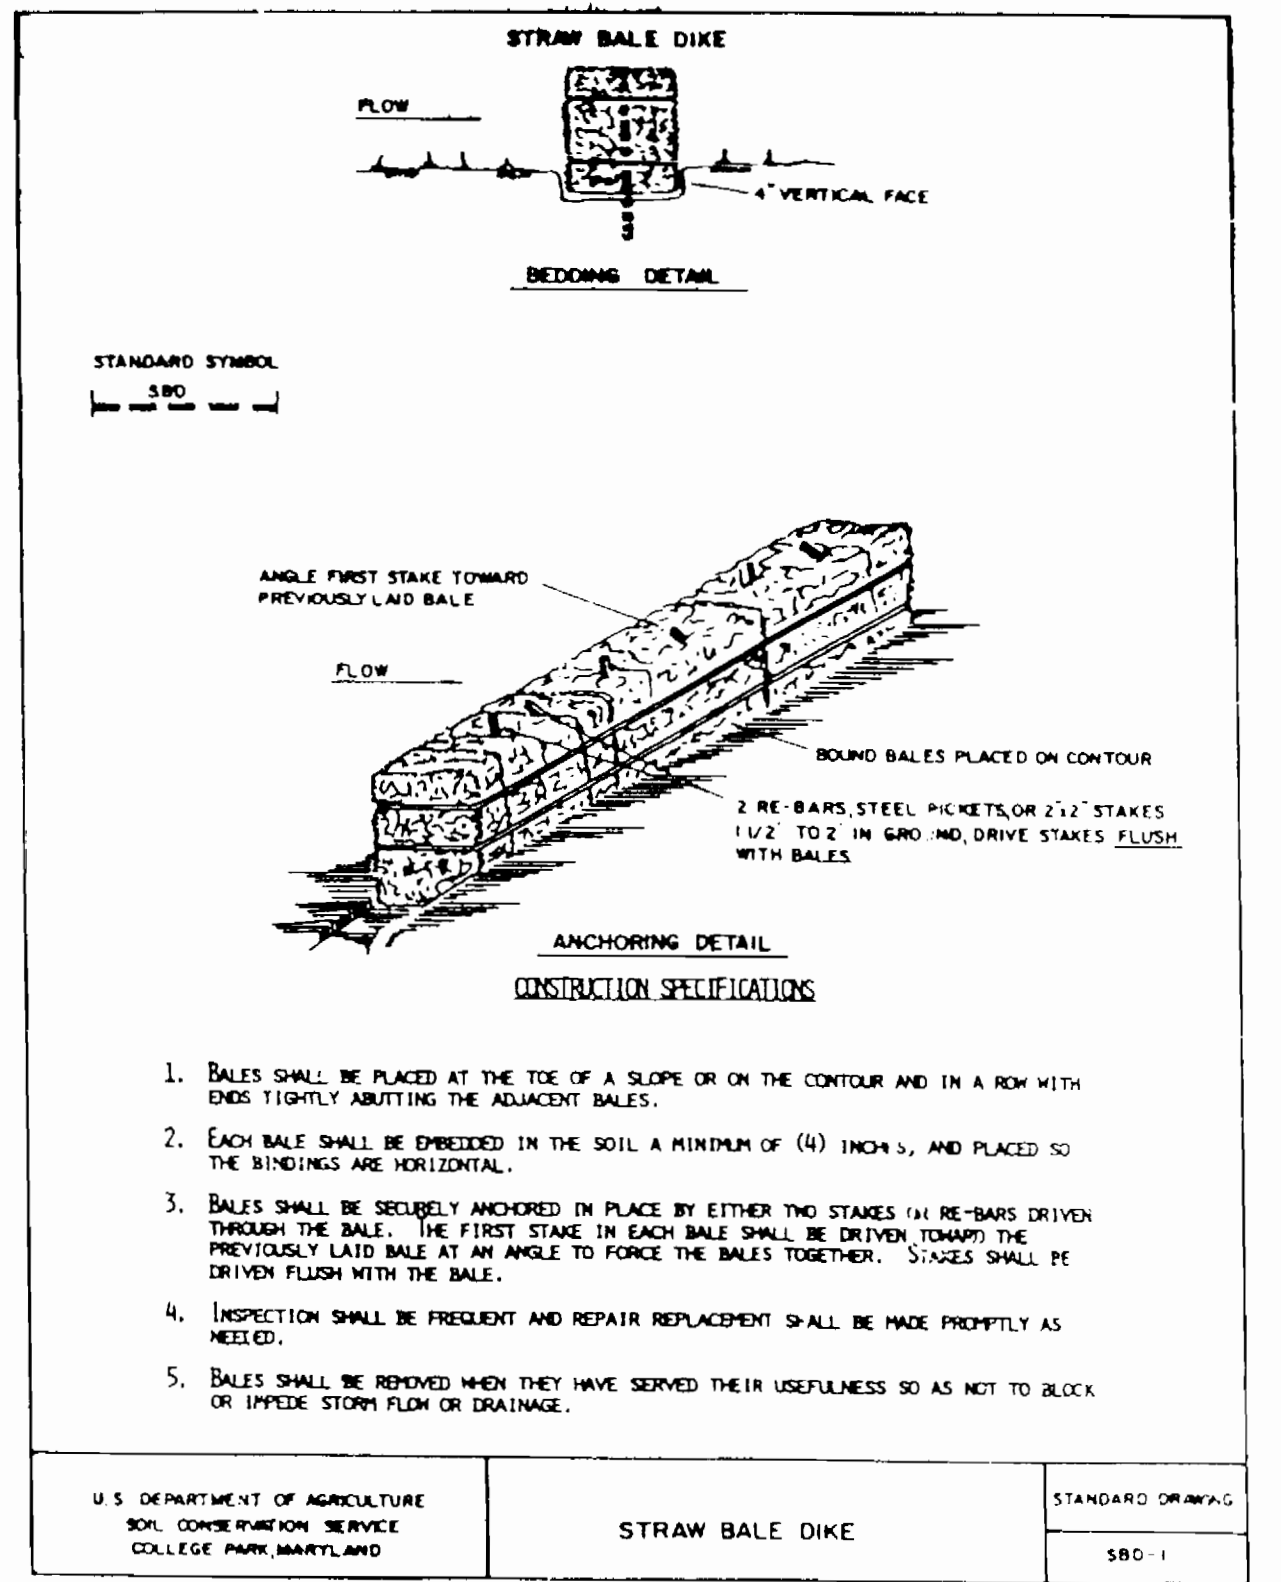 STRAW BALE DIKE
FLOW
4" VERTICAL FACE
BEDDING DETAIL
STANDARD SYMBOL
SBD
ANGLE FIRST STAKE TOWARD
PREVIOUSLY LAID BALE
FLOW
BOUND BALES PLACED ON CONTOUR
2 RE-BARS, STEEL PICKETS, OR 2"x2" STAKES
1 1/2' TO 2' IN GROUND, DRIVE STAKES FLUSH
WITH BALES
ANCHORING DETAIL
CONSTRUCTION SPECIFICATIONS
1. BALES SHALL BE PLACED AT THE TOE OF A SLOPE OR ON THE CONTOUR AND IN A ROW WITH
ENDS TIGHTLY ABUTTING THE ADJACENT BALES.
2. EACH BALE SHALL BE EMBEDDED IN THE SOIL A MINIMUM OF (4) INCHES, AND PLACED SO
THE BINDINGS ARE HORIZONTAL.
3. BALES SHALL BE SECURELY ANCHORED IN PLACE BY EITHER TWO STAKES OR RE-BARS DRIVEN
THROUGH THE BALE. THE FIRST STAKE IN EACH BALE SHALL BE DRIVEN TOWARD THE
PREVIOUSLY LAID BALE AT AN ANGLE TO FORCE THE BALES TOGETHER. STAKES SHALL BE
DRIVEN FLUSH WITH THE BALE.
4. INSPECTION SHALL BE FREQUENT AND REPAIR REPLACEMENT SHALL BE MADE PROMPTLY AS
NEEDED.
5. BALES SHALL BE REMOVED WHEN THEY HAVE SERVED THEIR USEFULNESS SO AS NOT TO BLOCK
OR IMPEDE STORM FLOW OR DRAINAGE.
U.S DEPARTMENT OF AGRICULTURE
SOIL CONSERVATION SERVICE
COLLEGE PARK, MARYLAND
STRAW BALE DIKE
STANDARD DRAWING
SBD-1